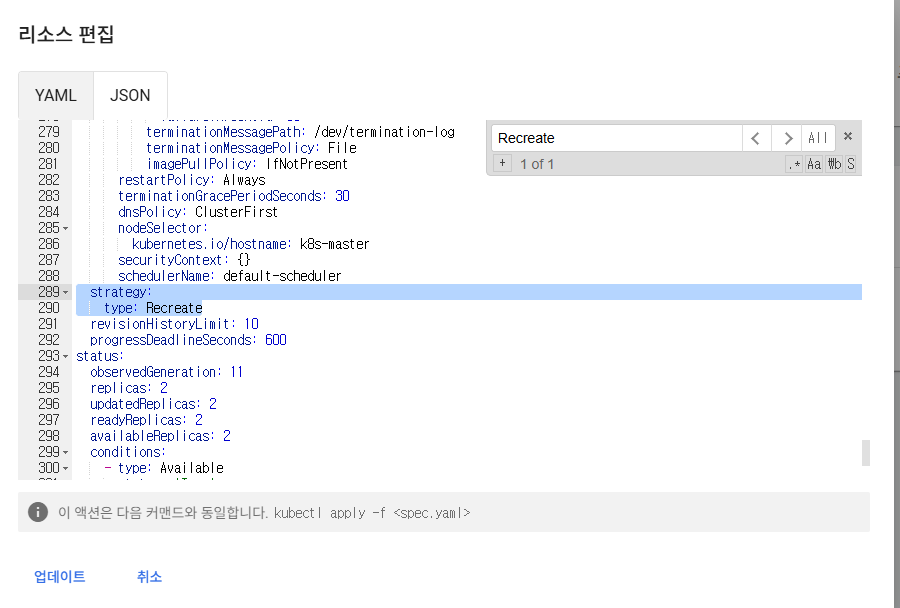 리소스 편집
YAML
JSON
279 terminationMessagePath: /dev/termination-log
280 terminationMessagePolicy: File
281 imagePullPolicy: IfNotPresent
282 restartPolicy: Always
283 terminationGracePeriodSeconds: 30
284 dnsPolicy: ClusterFirst
285 nodeSelector:
286 kubernetes.io/hostname: k8s-master
287 securityContext: {}
288 schedulerName: default-scheduler
289 strategy:
290 type: Recreate
291 revisionHistoryLimit: 10
292 progressDeadlineSeconds: 600
293 status:
294 observedGeneration: 11
295 replicas: 2
296 updatedReplicas: 2
297 readyReplicas: 2
298 availableReplicas: 2
299 conditions:
300 - type: Available
Recreate
All
+ 1 of 1
.* Aa \b S
이 액션은 다음 커맨드와 동일합니다. kubectl apply -f <spec.yaml>
업데이트
취소